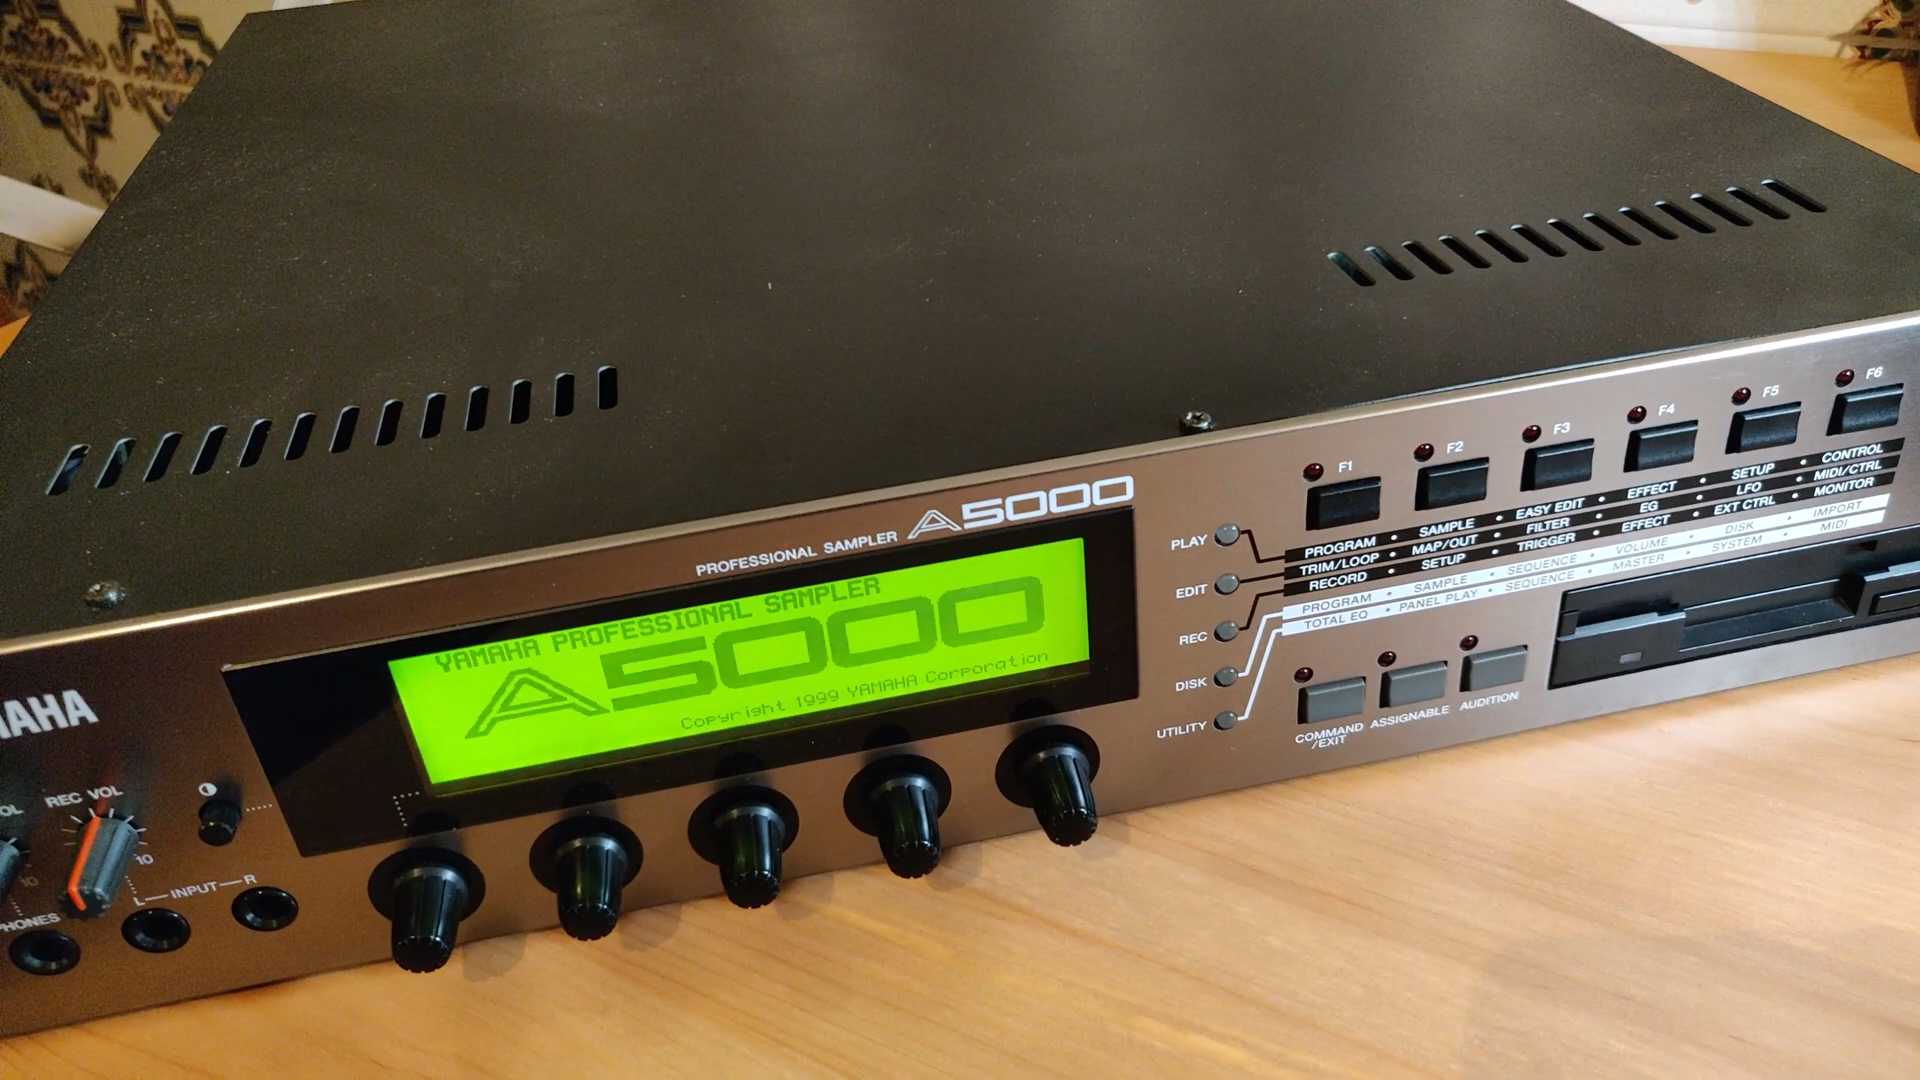 PROFESSIONAL SAMPLER A5000
YAMAHA PROFESSIONAL SAMPLER
A5000
Copyright 1999 YAMAHA Corporation
AHA
OL
REC VOL
10
10
L—INPUT—R
HONES
PLAY
EDIT
REC
DISK
UTILITY
F1 F2 F3 F4 F5 F6
PROGRAM • SAMPLE • EASY EDIT • EFFECT • SETUP • CONTROL
TRIM/LOOP • MAP/OUT • FILTER • EG • LFO • MIDI/CTRL
RECORD • SETUP • TRIGGER • EFFECT • EXT CTRL • MONITOR
PROGRAM • SAMPLE • SEQUENCE • VOLUME • DISK • IMPORT
TOTAL EQ • PANEL PLAY • SEQUENCE • MASTER • SYSTEM • MIDI
COMMAND
/EXIT
ASSIGNABLE
AUDITION